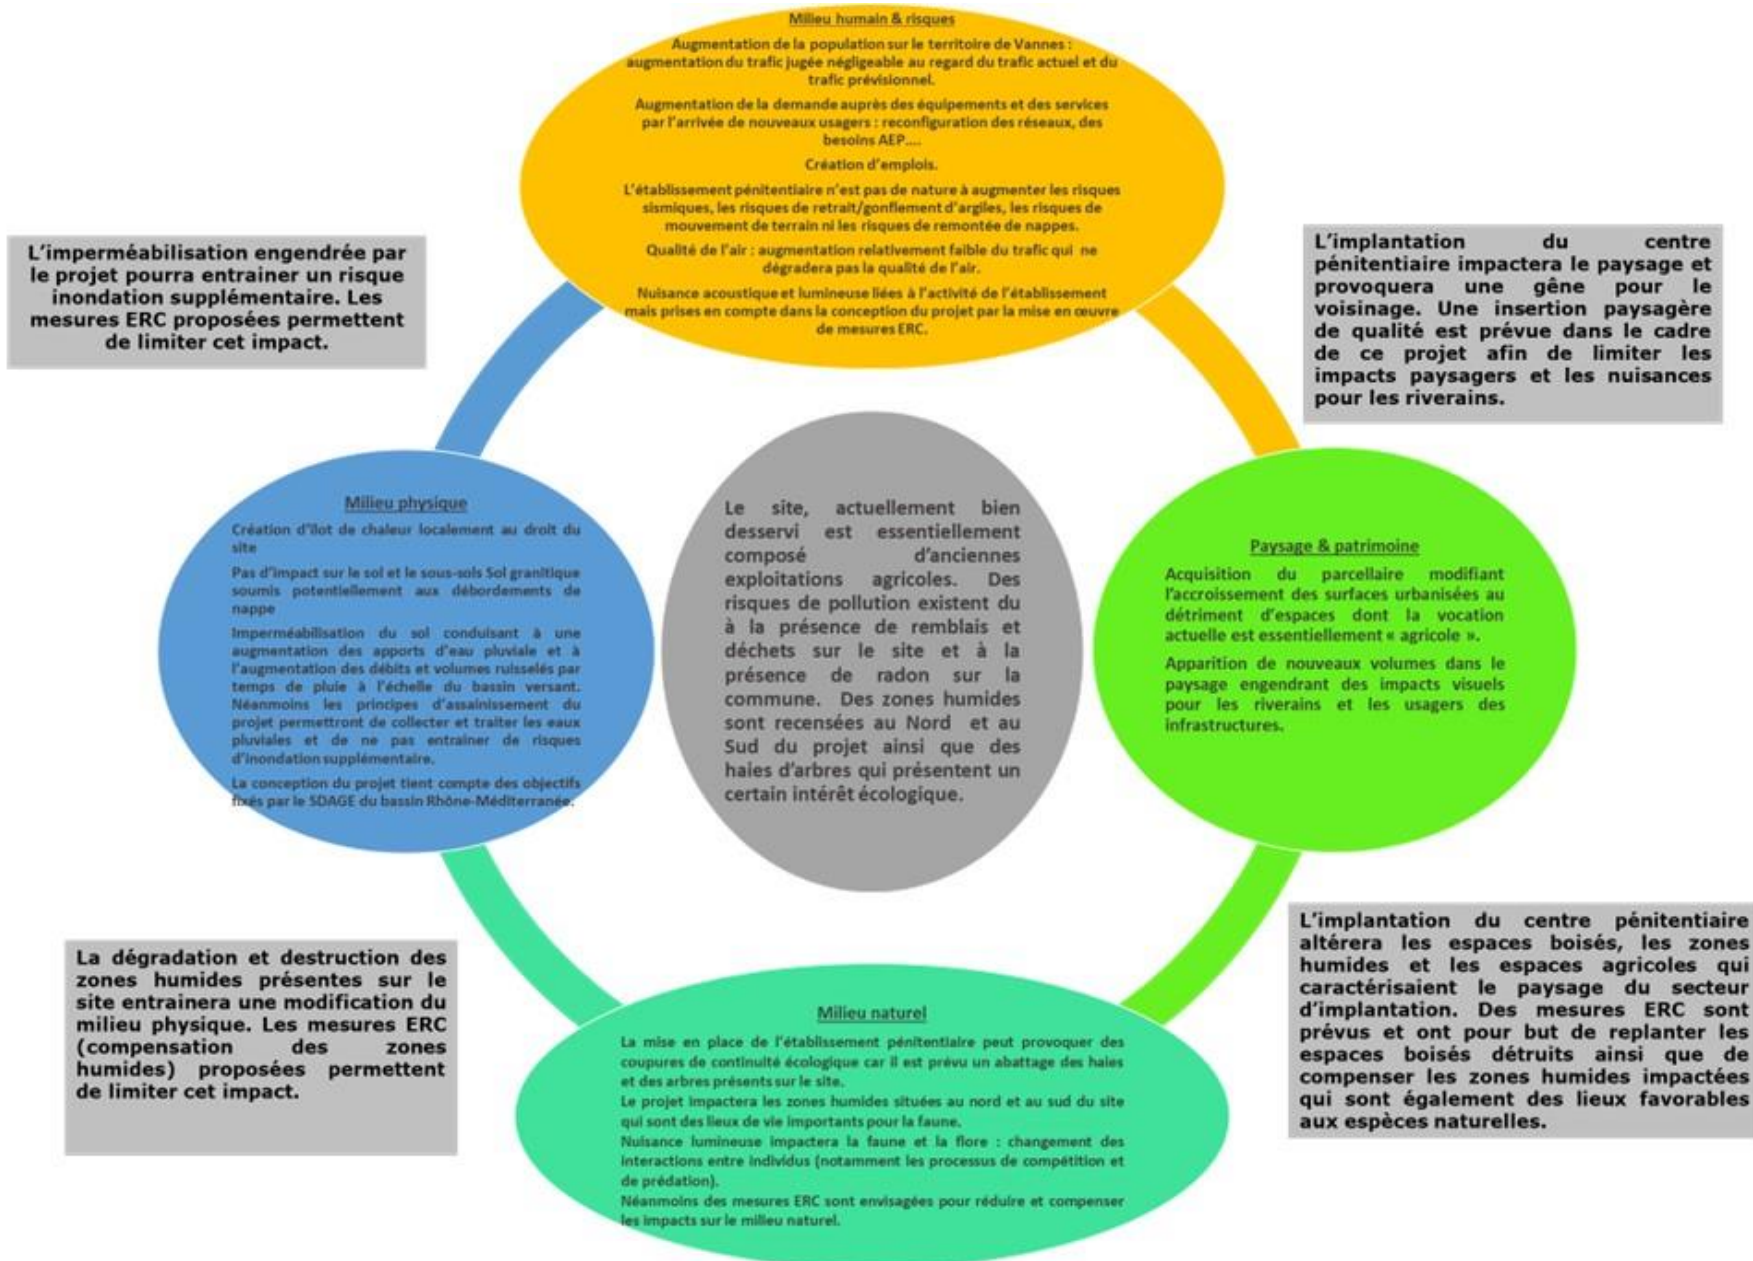 Milieu humain & risques
Augmentation de la population sur le territoire de Vannes :
augmentation du trafic jugée négligeable au regard du trafic actuel et du
trafic prévisionnel.
Augmentation de la demande auprès des équipements et des services
par l'arrivée de nouveaux usagers : reconfiguration des réseaux, des
besoins AEP....
Création d'emplois.
L'établissement pénitentiaire n'est pas de nature à augmenter les risques
sismiques, les risques de retrait/gonflement d'argiles, les risques de
mouvement de terrain ni les risques de remontée de nappes.
Qualité de l'air : augmentation relativement faible du trafic qui ne
dégradera pas la qualité de l'air.
Nuisance acoustique et lumineuse liées à l'activité de l'établissement
mais prises en compte dans la conception du projet par la mise en œuvre
de mesures ERC.
L'imperméabilisation engendrée par
le projet pourra entrainer un risque
inondation supplémentaire. Les
mesures ERC proposées permettent
de limiter cet impact.
L'implantation du centre
pénitentiaire impactera le paysage et
provoquera une gêne pour le
voisinage. Une insertion paysagère
de qualité est prévue dans le cadre
de ce projet afin de limiter les
impacts paysagers et les nuisances
pour les riverains.
Milieu physique
Création d'îlot de chaleur localement au droit du
site
Pas d'impact sur le sol et le sous-sols Sol granitique
soumis potentiellement aux débordements de
nappe
Imperméabilisation du sol conduisant à une
augmentation des apports d'eau pluviale et à
l'augmentation des débits et volumes ruisselés par
temps de pluie à l'échelle du bassin versant.
Néanmoins les principes d'assainissement du
projet permettront de collecter et traiter les eaux
pluviales et de ne pas entrainer de risques
d'inondation supplémentaire.
La conception du projet tient compte des objectifs
fixés par le SDAGE du bassin Rhône-Méditerranée.
Le site, actuellement bien
desservi est essentiellement
composé d'anciennes
exploitations agricoles. Des
risques de pollution existent du
à la présence de remblais et
déchets sur le site et à la
présence de radon sur la
commune. Des zones humides
sont recensées au Nord et au
Sud du projet ainsi que des
haies d'arbres qui présentent un
certain intérêt écologique.
Paysage & patrimoine
Acquisition du parcellaire modifiant
l'accroissement des surfaces urbanisées au
détriment d'espaces dont la vocation
actuelle est essentiellement « agricole ».
Apparition de nouveaux volumes dans le
paysage engendrant des impacts visuels
pour les riverains et les usagers des
infrastructures.
La dégradation et destruction des
zones humides présentes sur le
site entrainera une modification du
milieu physique. Les mesures ERC
(compensation des zones
humides) proposées permettent
de limiter cet impact.
Milieu naturel
La mise en place de l'établissement pénitentiaire peut provoquer des
coupures de continuité écologique car il est prévu un abattage des haies
et des arbres présents sur le site.
Le projet impactera les zones humides situées au nord et au sud du site
qui sont des lieux de vie importants pour la faune.
Nuisance lumineuse impactera la faune et la flore : changement des
interactions entre individus (notamment les processus de compétition et
de prédation).
Néanmoins des mesures ERC sont envisagées pour réduire et compenser
les impacts sur le milieu naturel.
L'implantation du centre pénitentiaire
altérera les espaces boisés, les zones
humides et les espaces agricoles qui
caractérisaient le paysage du secteur
d'implantation. Des mesures ERC sont
prévus et ont pour but de replanter les
espaces boisés détruits ainsi que de
compenser les zones humides impactées
qui sont également des lieux favorables
aux espèces naturelles.